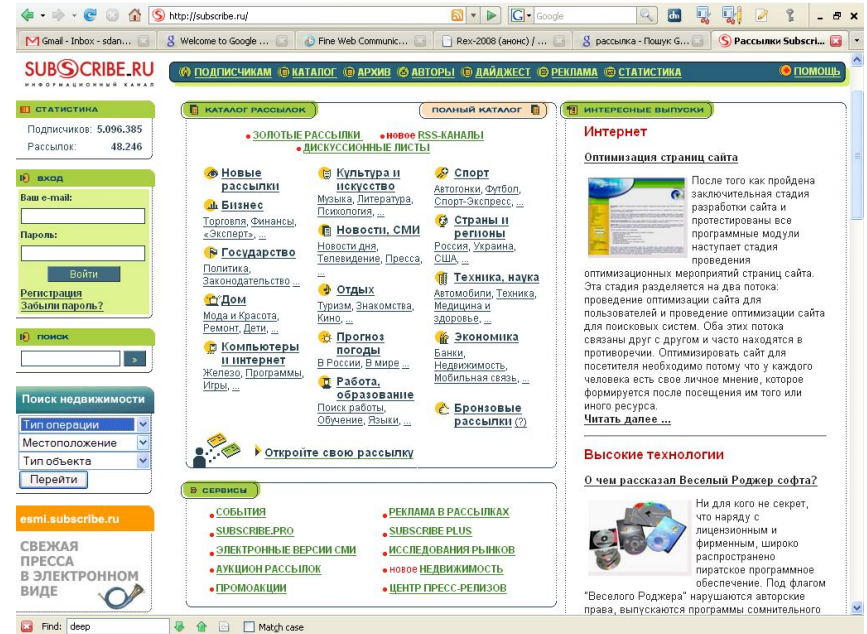 http://subscribe.ru/
Google
Gmail - Inbox - sdan...
Welcome to Google ...
Fine Web Communic...
Rex-2008 (анонс) / ...
рассылка - Пошук G...
Рассылки Subscri...
SUBSCRIBE.RU
ИНФОРМАЦИОННЫЙ КАНАЛ
ПОДПИСЧИКАМ КАТАЛОГ АРХИВ АВТОРЫ ДАЙДЖЕСТ РЕКЛАМА СТАТИСТИКА ПОМОЩЬ
СТАТИСТИКА
Подписчиков: 5.096.385
Рассылок: 48.246
ВХОД
Ваш e-mail:
Пароль:
Войти
Регистрация
Забыли пароль?
ПОИСК
»
Поиск недвижимости
Тип операции
Местоположение
Тип объекта
Перейти
esmi.subscribe.ru
СВЕЖАЯ
ПРЕССА
В ЭЛЕКТРОННОМ
ВИДЕ
КАТАЛОГ РАССЫЛОК
ПОЛНЫЙ КАТАЛОГ
ЗОЛОТЫЕ РАССЫЛКИ
новое RSS-КАНАЛЫ
ДИСКУССИОННЫЕ ЛИСТЫ
Новые
рассылки
Бизнес
Торговля, Финансы,
«Эксперт», ...
Государство
Политика,
Законодательство ...
Дом
Мода и Красота,
Ремонт, Дети, ...
Компьютеры
и интернет
Железо, Программы,
Игры, ...
Культура и
искусство
Музыка, Литература,
Психология, ...
Новости, СМИ
Новости дня,
Телевидение, Пресса,
...
Отдых
Туризм, Знакомства,
Кино, ...
Прогноз
погоды
В России, В мире ...
Работа,
образование
Поиск работы,
Обучение, Языки, ...
Спорт
Автогонки, Футбол,
Спорт-Экспресс, ...
Страны и
регионы
Россия, Украина,
США, ...
Техника, наука
Автомобили, Техника,
Медицина и
здоровье, ...
Экономика
Банки,
Недвижимость,
Мобильная связь, ...
Бронзовые
рассылки (?)
Откройте свою рассылку
СЕРВИСЫ
СОБЫТИЯ
SUBSCRIBE.PRO
ЭЛЕКТРОННЫЕ ВЕРСИИ СМИ
АУКЦИОН РАССЫЛОК
ПРОМОАКЦИИ
РЕКЛАМА В РАССЫЛКАХ
SUBSCRIBE PLUS
ИССЛЕДОВАНИЯ РЫНКОВ
новое НЕДВИЖИМОСТЬ
ЦЕНТР ПРЕСС-РЕЛИЗОВ
ИНТЕРЕСНЫЕ ВЫПУСКИ
Интернет
Оптимизация страниц сайта
После того как пройдена
заключительная стадия
разработки сайта и
протестированы все
программные модули
наступает стадия
проведения
оптимизационных мероприятий страниц сайта.
Эта стадия разделяется на два потока:
проведение оптимизации сайта для
пользователей и проведение оптимизации сайта
для поисковых систем. Оба этих потока
связаны друг с другом и часто находятся в
противоречии. Оптимизировать сайт для
посетителя необходимо потому что у каждого
человека есть свое личное мнение, которое
формируется после посещения им того или
иного ресурса.
Читать далее ...
Высокие технологии
О чем рассказал Веселый Роджер софта?
Ни для кого не секрет,
что наряду с
лицензионным и
фирменным, широко
распространено
пиратское программное
обеспечение. Под флагом
"Веселого Роджера" нарушаются авторские
права, выпускаются программы сомнительного
Find: deep
Match case